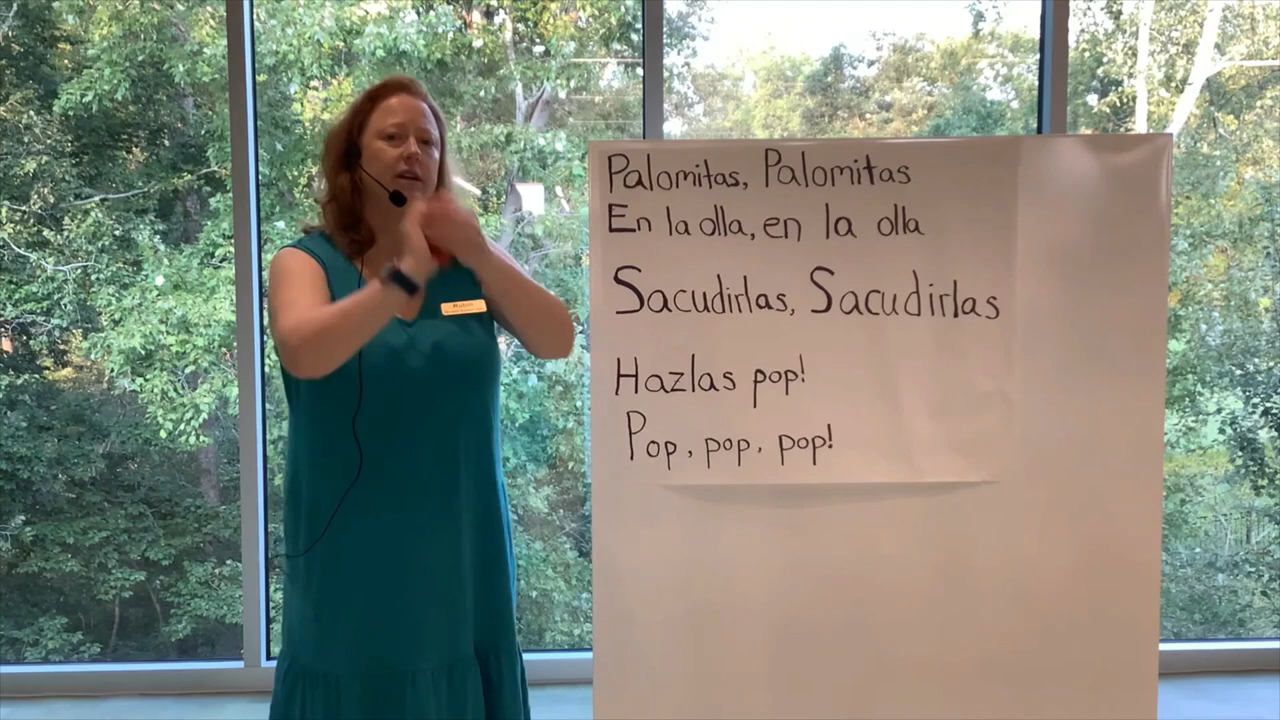 Palomitas, Palomitas
En la olla, en la olla
Sacudirlas, Sacudirlas
Hazlas pop!
Pop, pop, pop!